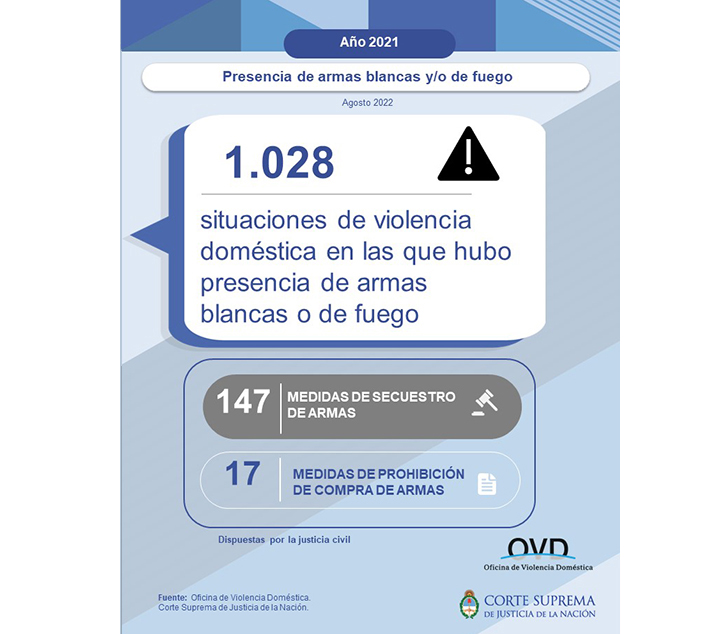 Año 2021
Presencia de armas blancas y/o de fuego
Agosto 2022
1.028
situaciones de violencia
doméstica en las que hubo
presencia de armas
blancas o de fuego
147
MEDIDAS DE SECUESTRO
DE ARMAS
17
MEDIDAS DE PROHIBICIÓN
DE COMPRA DE ARMAS
Dispuestas por la justicia civil
OVD
Oficina de Violencia Doméstica
Fuente: Oficina de Violencia Doméstica.
Corte Suprema de Justicia de la Nación.
CORTE SUPREMA
DE JUSTICIA DE LA NACIÓN